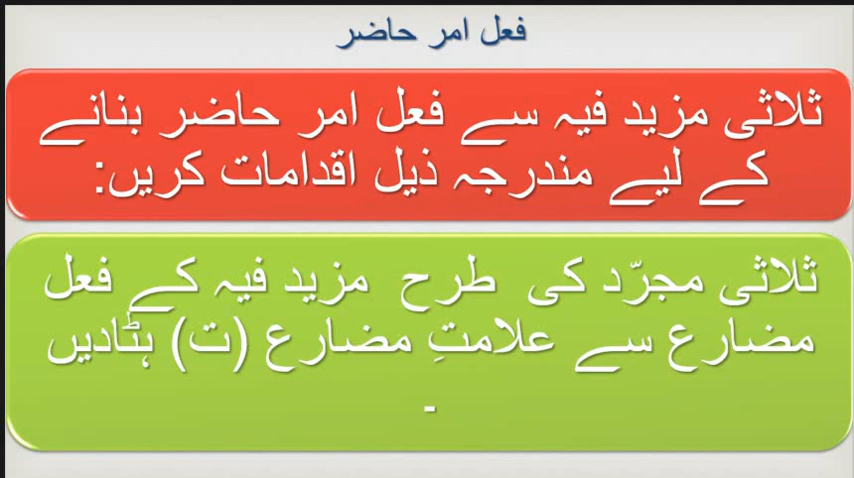 فعل امر حاضر
ثلاثی مزید فیہ سے فعل امر حاضر بنانے
کے لیے مندرجہ ذیل اقدامات کریں:
ثلاثی مجرّد کی طرح مزید فیہ کے فعل
مضارع سے علامتِ مضارع (ت) ہٹادیں
۔